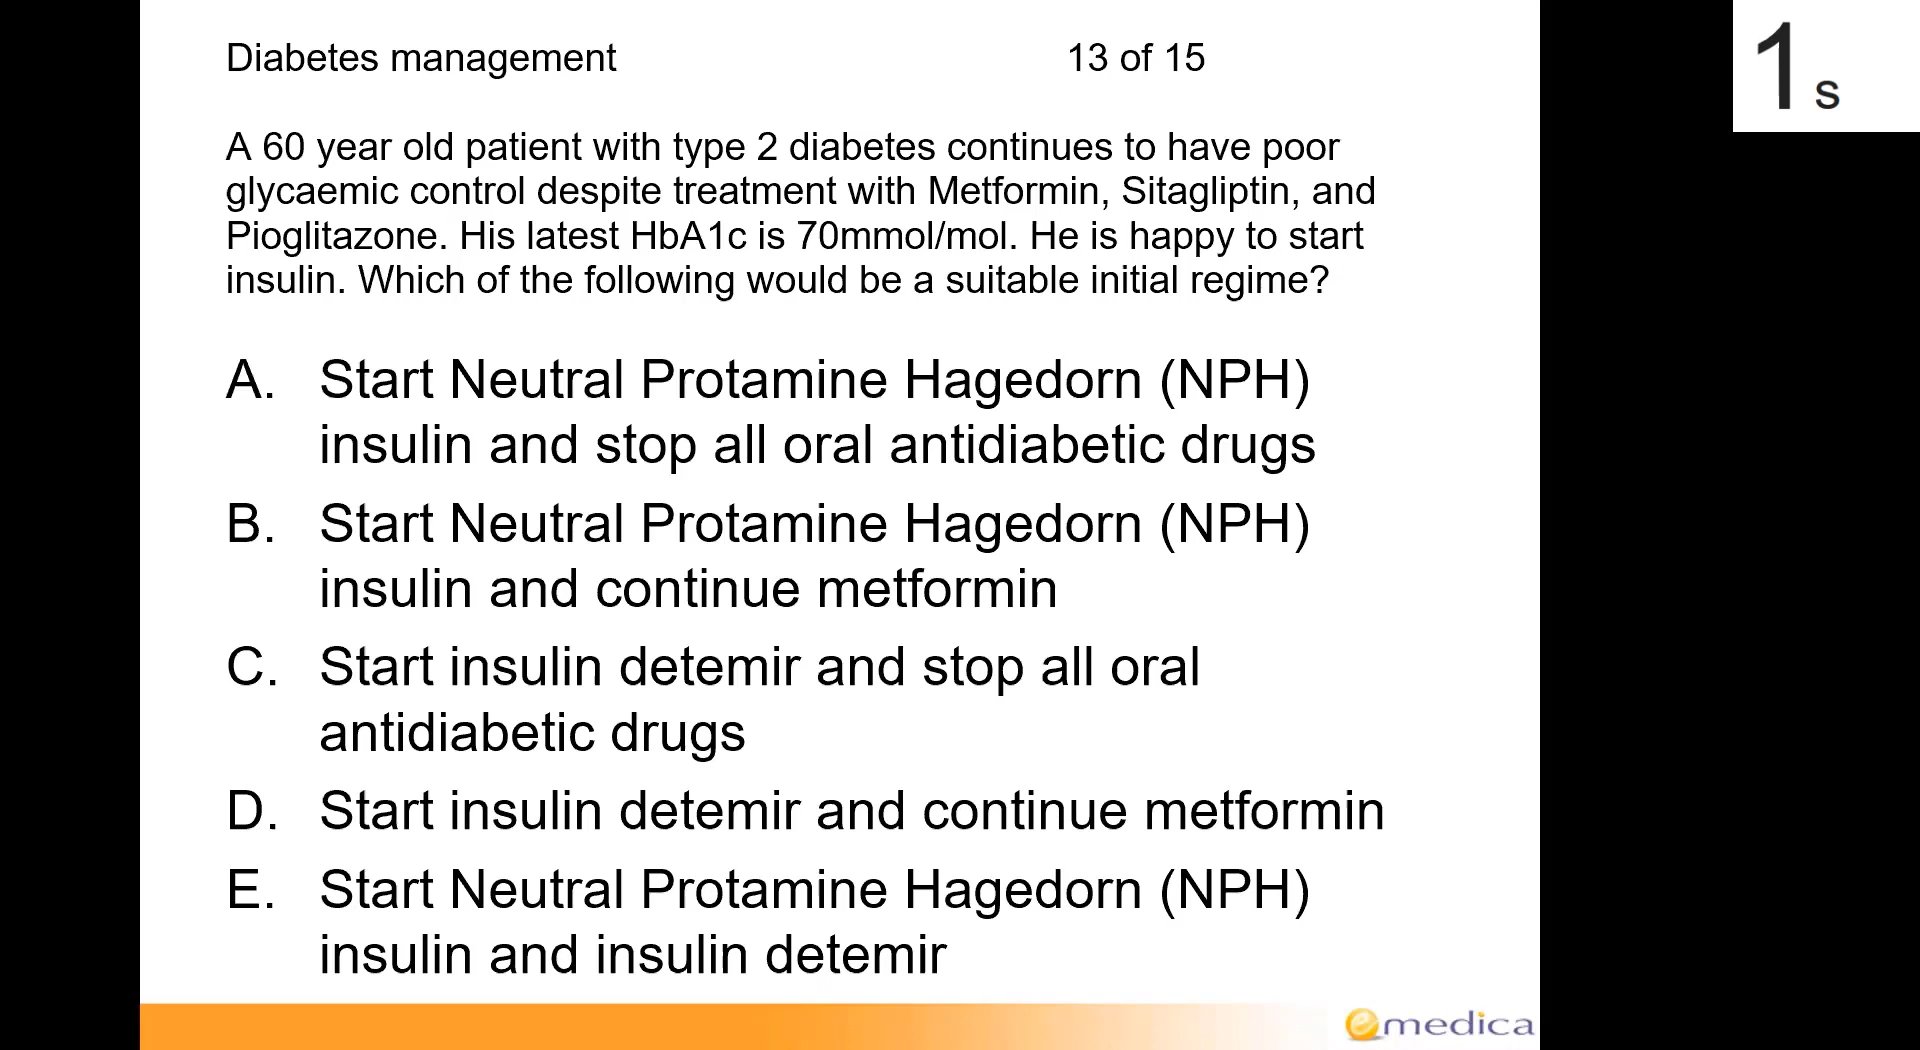 Diabetes management 13 of 15
1s
A 60 year old patient with type 2 diabetes continues to have poor
glycaemic control despite treatment with Metformin, Sitagliptin, and
Pioglitazone. His latest HbA1c is 70mmol/mol. He is happy to start
insulin. Which of the following would be a suitable initial regime?
A. Start Neutral Protamine Hagedorn (NPH)
insulin and stop all oral antidiabetic drugs
B. Start Neutral Protamine Hagedorn (NPH)
insulin and continue metformin
C. Start insulin detemir and stop all oral
antidiabetic drugs
D. Start insulin detemir and continue metformin
E. Start Neutral Protamine Hagedorn (NPH)
insulin and insulin detemir
emedica